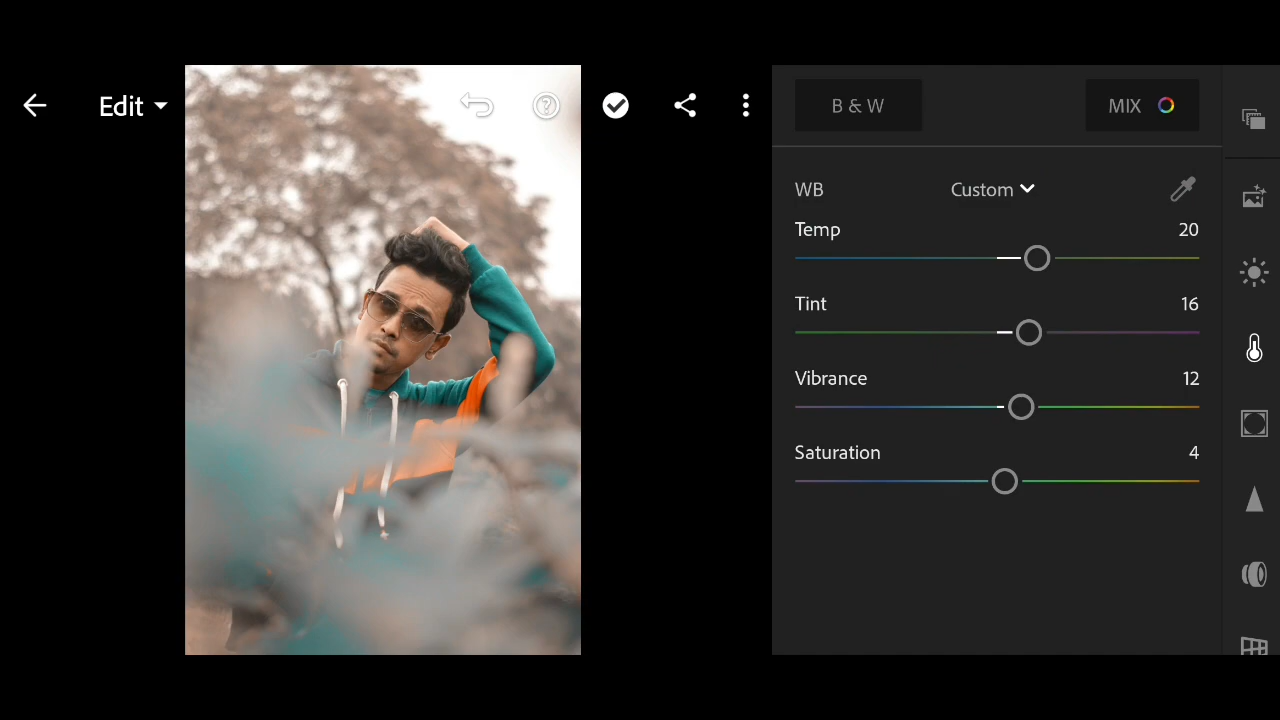 Edit
B & W
MIX
WB
Custom
Temp
20
Tint
16
Vibrance
12
Saturation
4